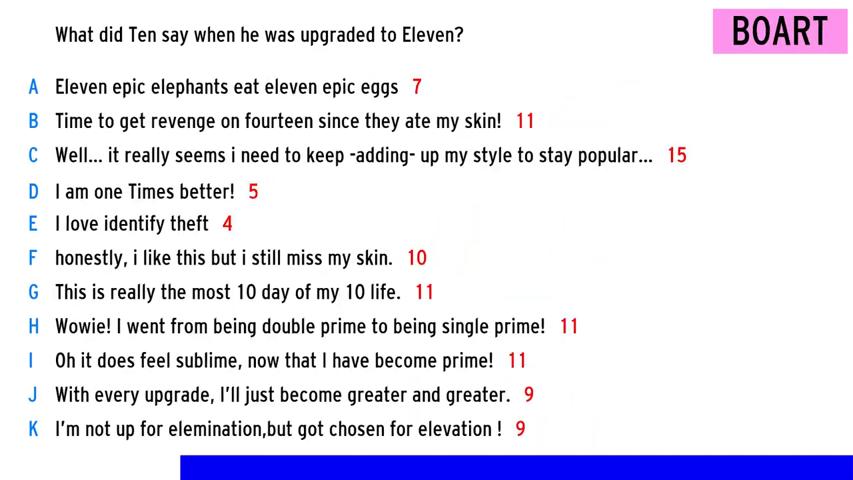 What did Ten say when he was upgraded to Eleven?
BOART
A Eleven epic elephants eat eleven epic eggs 7
B Time to get revenge on fourteen since they ate my skin! 11
C Well... it really seems i need to keep -adding- up my style to stay popular... 15
D I am one Times better! 5
E I love identify theft 4
F honestly, i like this but i still miss my skin. 10
G This is really the most 10 day of my 10 life. 11
H Wowie! I went from being double prime to being single prime! 11
I Oh it does feel sublime, now that I have become prime! 11
J With every upgrade, I'll just become greater and greater. 9
K I'm not up for elemination,but got chosen for elevation ! 9